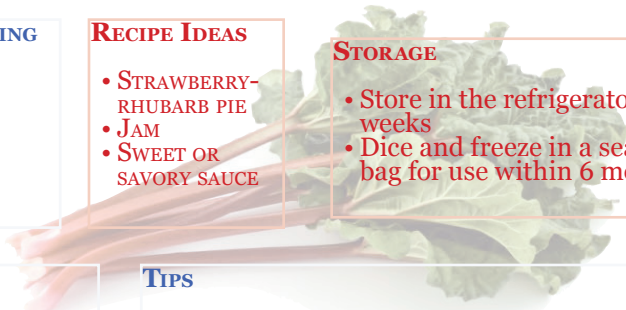 ING
RECIPE IDEAS
• STRAWBERRY-
RHUBARB PIE
• JAM
• SWEET OR
SAVORY SAUCE
STORAGE
• Store in the refrigerato
weeks
• Dice and freeze in a sea
bag for use within 6 mo
TIPS